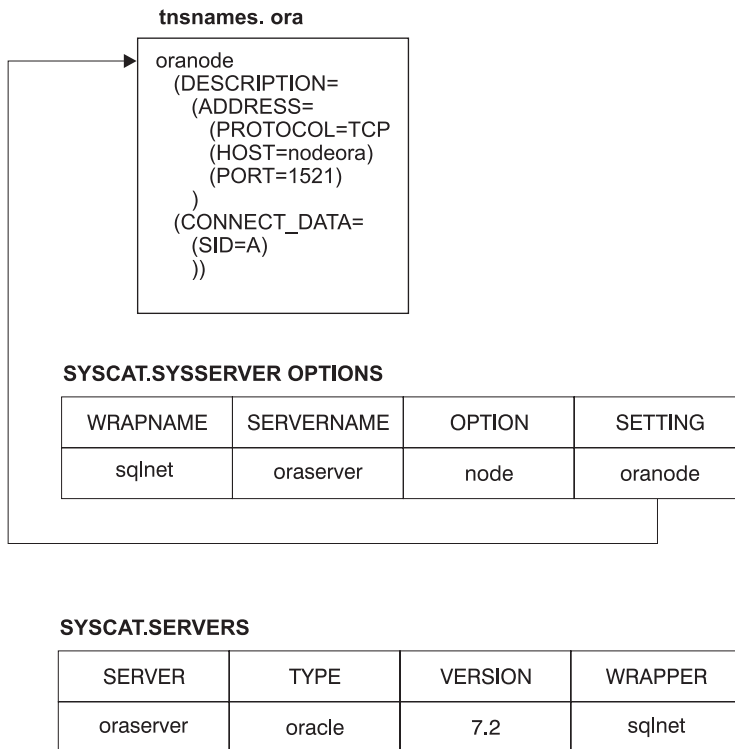 tnsnames. ora
oranode
(DESCRIPTION=
(ADDRESS=
(PROTOCOL=TCP
(HOST=nodeora)
(PORT=1521)
)
(CONNECT_DATA=
(SID=A)
))
SYSCAT.SYSSERVER OPTIONS
WRAPNAME SERVERNAME OPTION SETTING
sqlnet oraserver node oranode
SYSCAT.SERVERS
SERVER TYPE VERSION WRAPPER
oraserver oracle 7.2 sqlnet